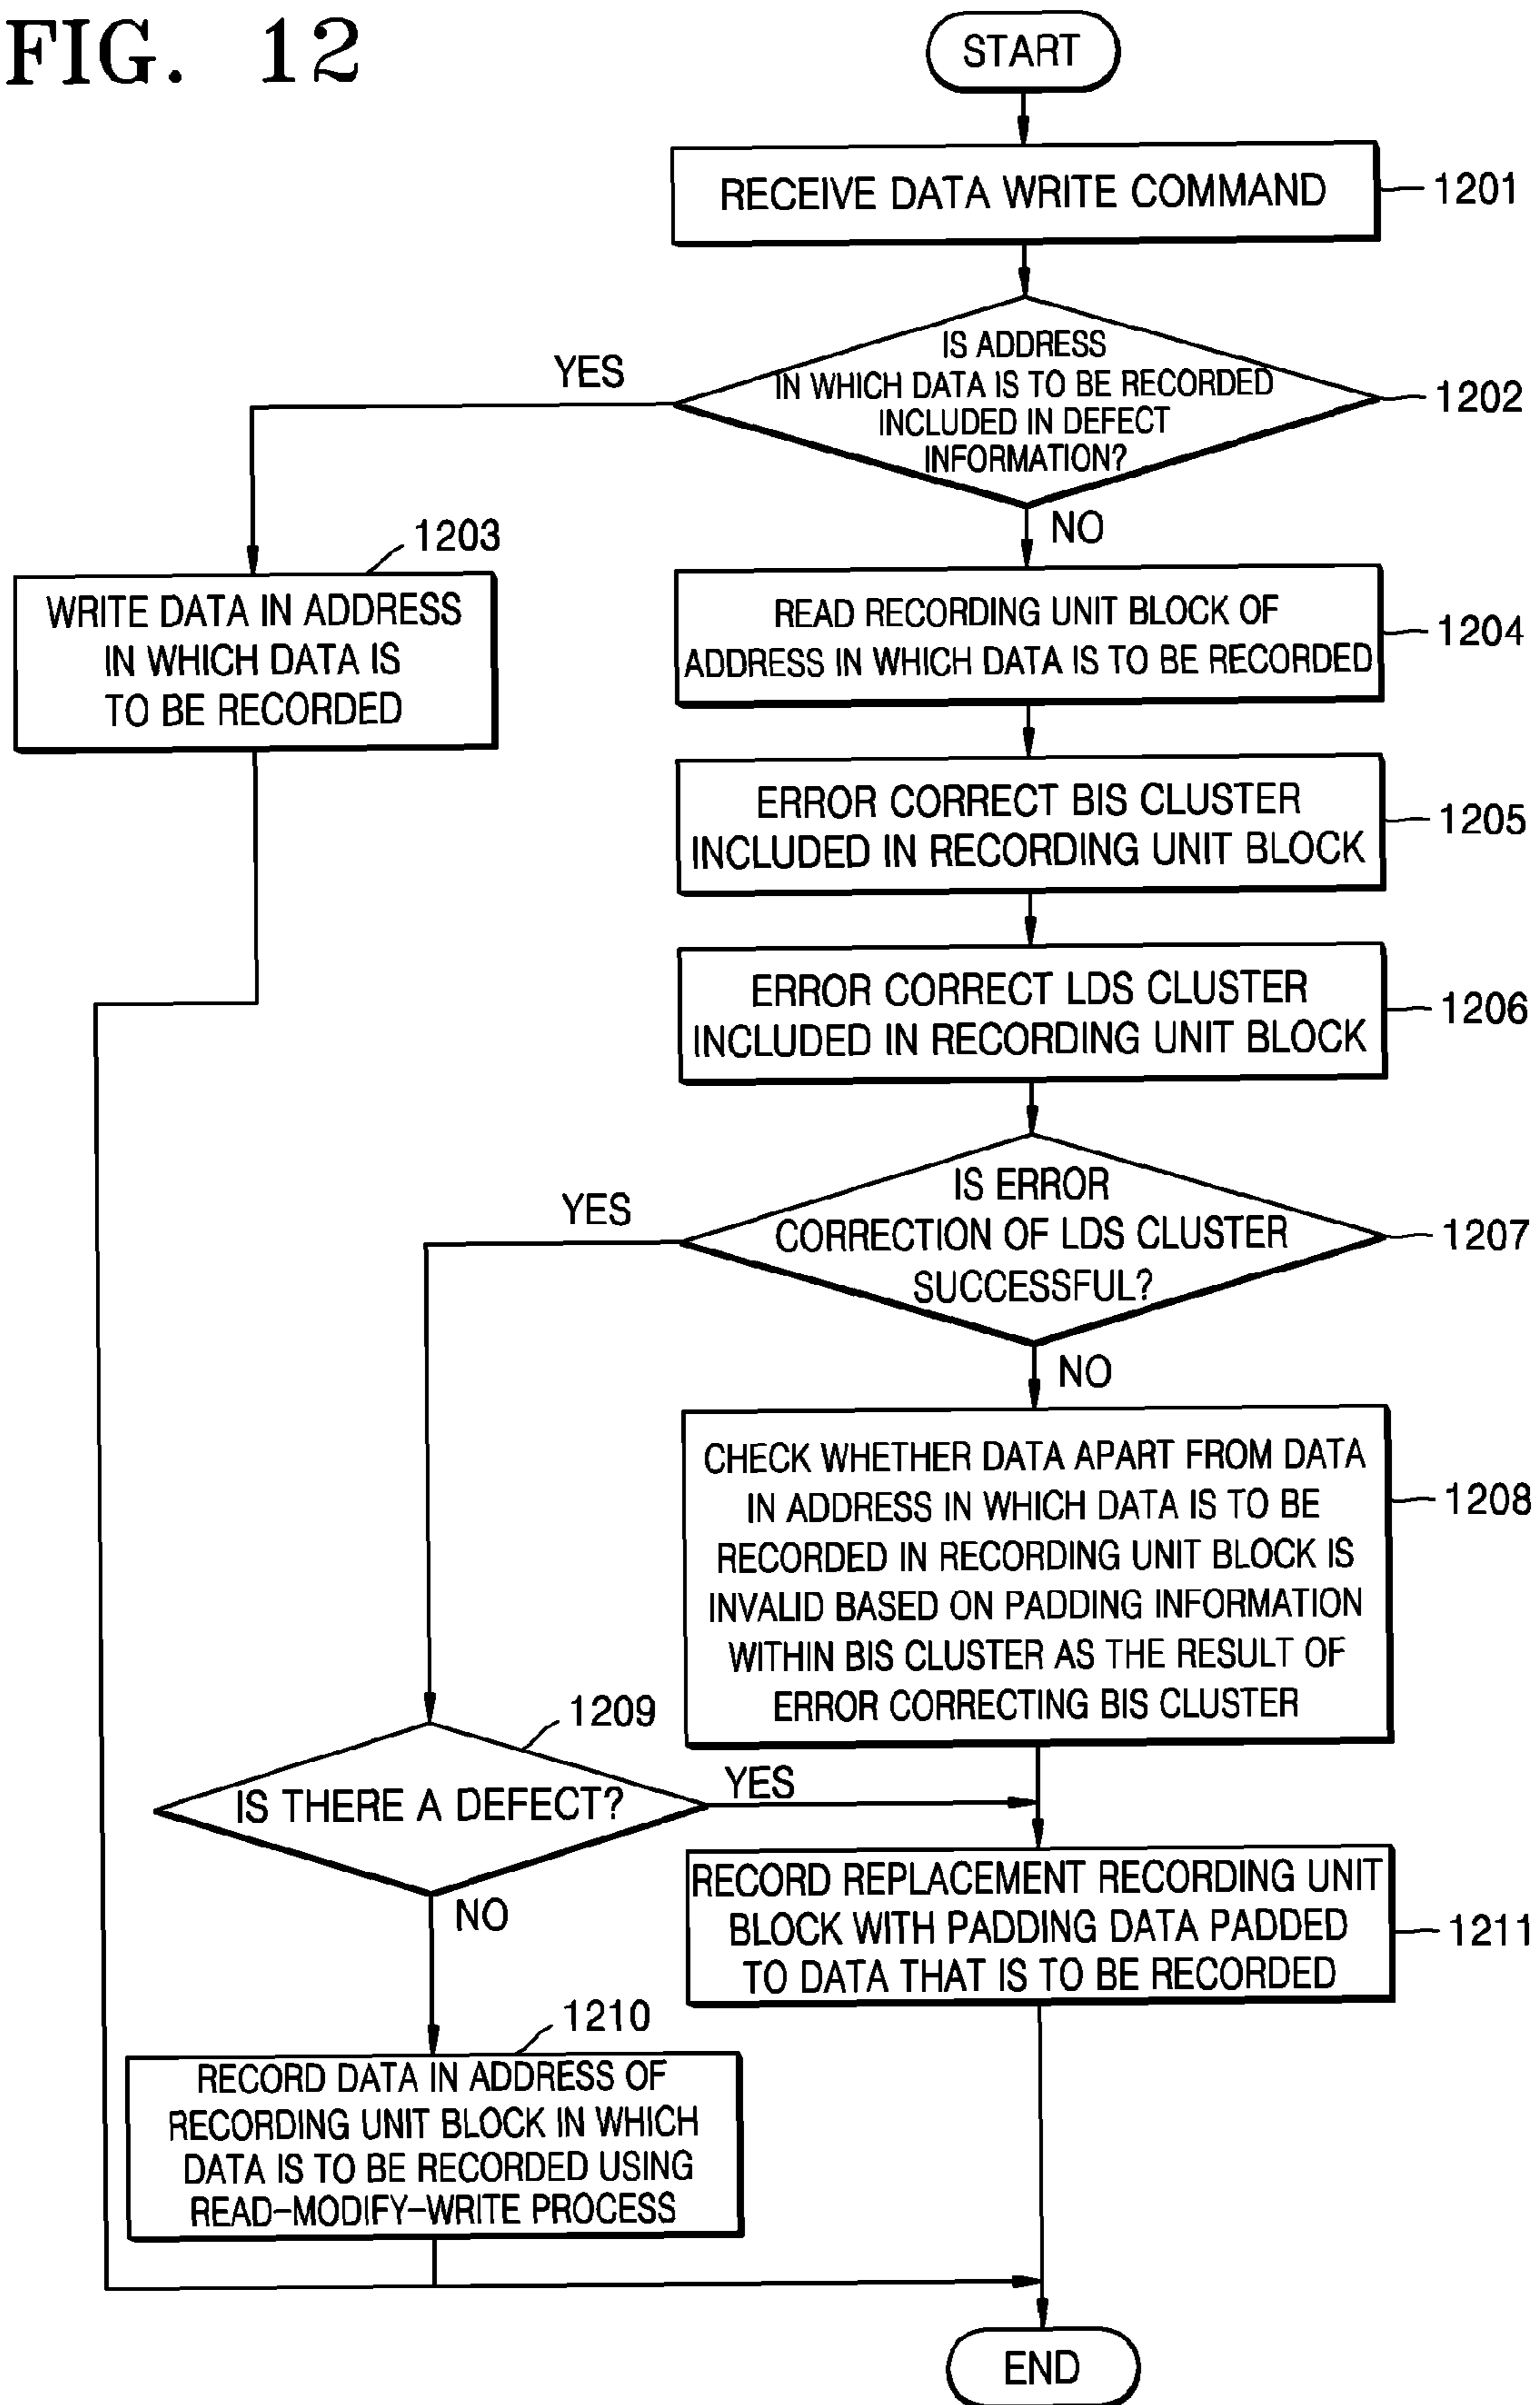 FIG. 12
START
RECEIVE DATA WRITE COMMAND
1201
IS ADDRESS
IN WHICH DATA IS TO BE RECORDED
INCLUDED IN DEFECT
INFORMATION?
1202
YES
NO
1203
WRITE DATA IN ADDRESS
IN WHICH DATA IS
TO BE RECORDED
READ RECORDING UNIT BLOCK OF
ADDRESS IN WHICH DATA IS TO BE RECORDED
1204
ERROR CORRECT BIS CLUSTER
INCLUDED IN RECORDING UNIT BLOCK
1205
ERROR CORRECT LDS CLUSTER
INCLUDED IN RECORDING UNIT BLOCK
1206
IS ERROR
CORRECTION OF LDS CLUSTER
SUCCESSFUL?
1207
YES
NO
CHECK WHETHER DATA APART FROM DATA
IN ADDRESS IN WHICH DATA IS TO BE
RECORDED IN RECORDING UNIT BLOCK IS
INVALID BASED ON PADDING INFORMATION
WITHIN BIS CLUSTER AS THE RESULT OF
ERROR CORRECTING BIS CLUSTER
1208
1209
IS THERE A DEFECT?
YES
NO
RECORD REPLACEMENT RECORDING UNIT
BLOCK WITH PADDING DATA PADDED
TO DATA THAT IS TO BE RECORDED
1211
1210
RECORD DATA IN ADDRESS OF
RECORDING UNIT BLOCK IN WHICH
DATA IS TO BE RECORDED USING
READ-MODIFY-WRITE PROCESS
END